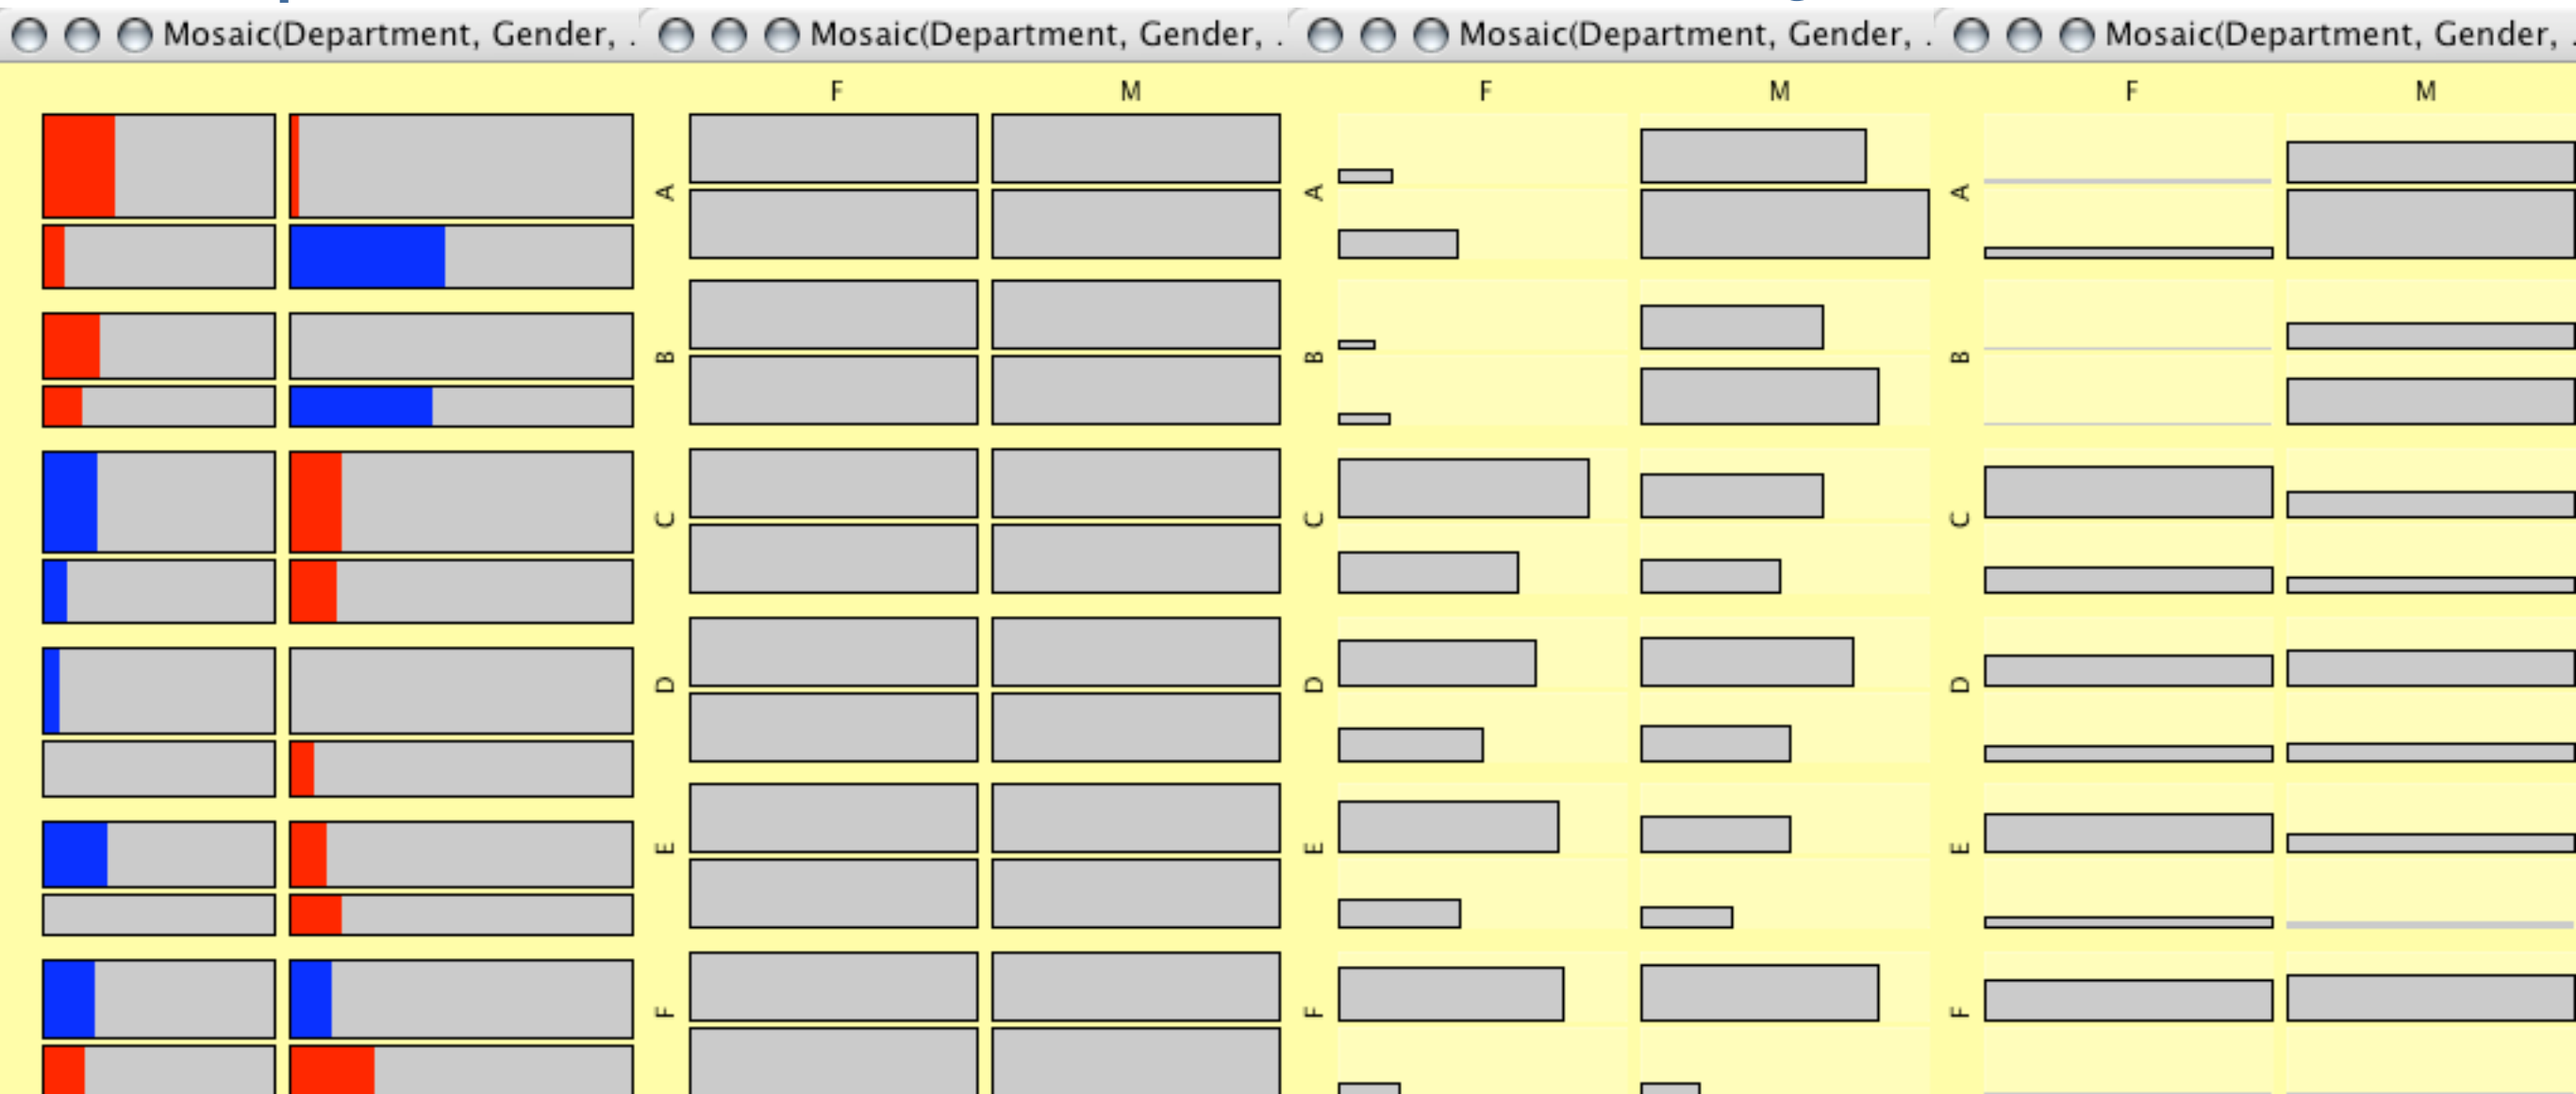 Mosaic(Department, Gender, .
Mosaic(Department, Gender, .
Mosaic(Department, Gender, .
Mosaic(Department, Gender, .
F M
A
B
C
D
E
F
F M
A
B
C
D
E
F
F M
A
B
C
D
E
F